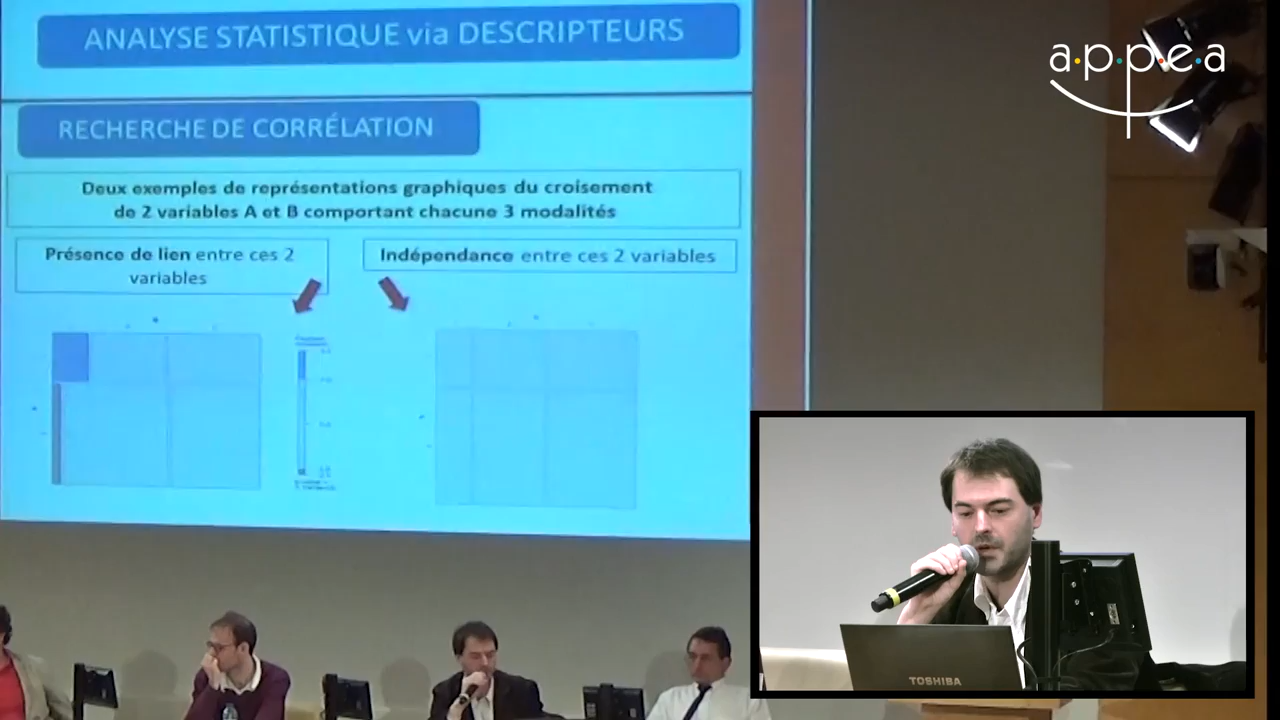 ANALYSE STATISTIQUE via DESCRIPTEURS
a.p.p.e.a
RECHERCHE DE CORRÉLATION
Deux exemples de représentations graphiques du croisement
de 2 variables A et B comportant chacune 3 modalités
Présence de lien entre ces 2
variables
Indépendance entre ces 2 variables
TOSHIBA